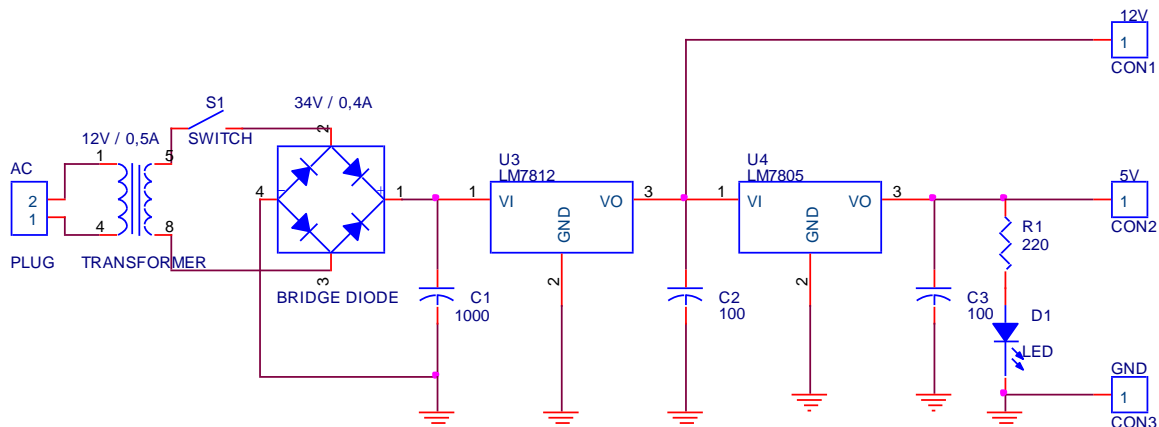 12V
1
CON1
S1
SWITCH
34V / 0,4A
2
12V / 0,5A
1
5
AC
2
1
PLUG
4
8
TRANSFORMER
4
-
+
1
3
BRIDGE DIODE
C1
1000
U3
LM7812
1
VI
VO
3
GND
2
C2
100
U4
LM7805
1
VI
VO
3
GND
2
C3
100
R1
220
D1
LED
5V
1
CON2
GND
1
CON3